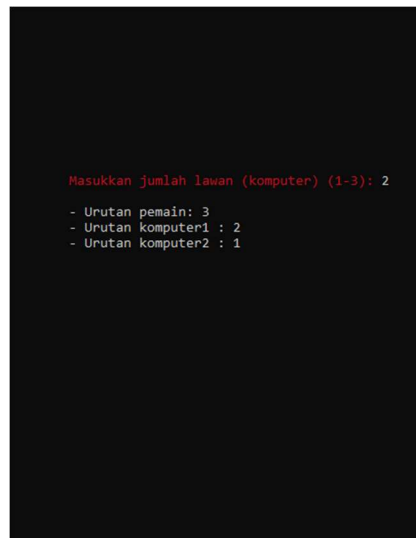 Masukkan jumlah lawan (komputer) (1-3): 2
- Urutan pemain: 3
- Urutan komputer1 : 2
- Urutan komputer2 : 1